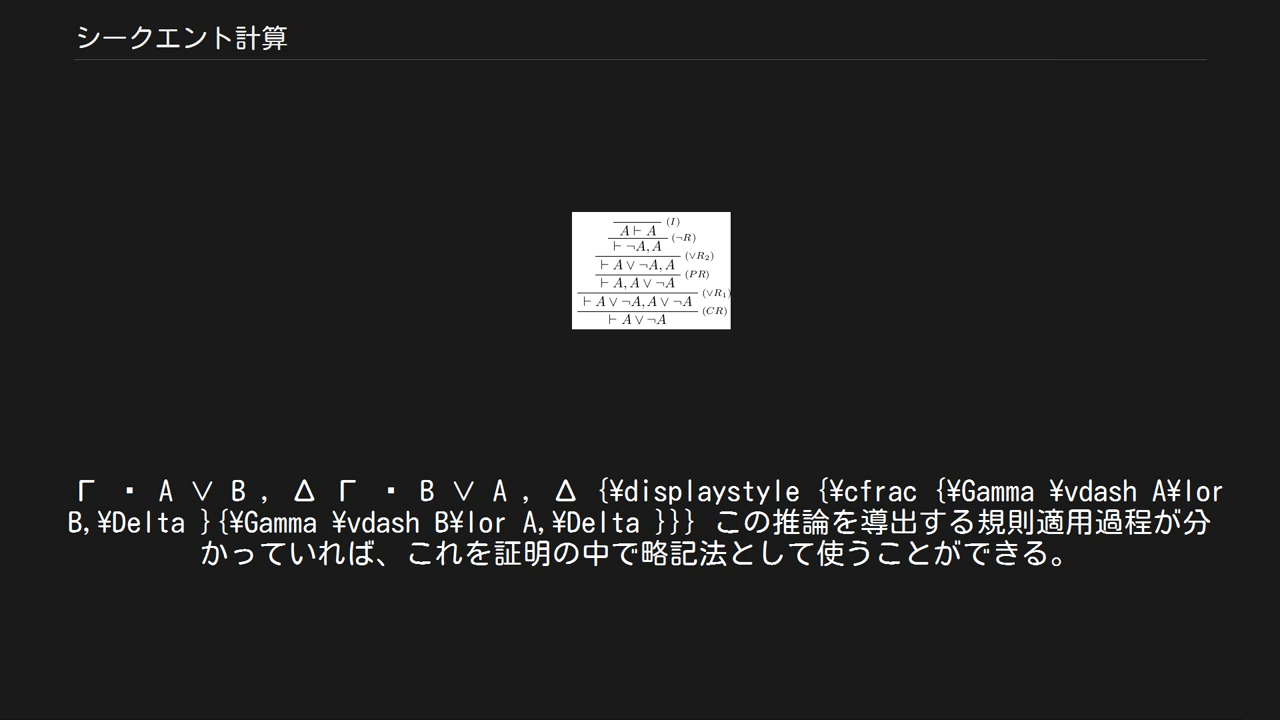 シークエント計算
(I)
A ⊢ A
(¬R)
⊢ ¬A, A
(∨R₂)
⊢ A ∨ ¬A, A
(PR)
⊢ A, A ∨ ¬A
(∨R₁)
⊢ A ∨ ¬A, A ∨ ¬A
(CR)
⊢ A ∨ ¬A
Γ ・ A ∨ B , Δ Γ ・ B ∨ A , Δ {¥displaystyle {¥cfrac {¥Gamma ¥vdash A¥lor
B,¥Delta }{¥Gamma ¥vdash B¥lor A,¥Delta }}} この推論を導出する規則適用過程が分
かっていれば、これを証明の中で略記法として使うことができる。